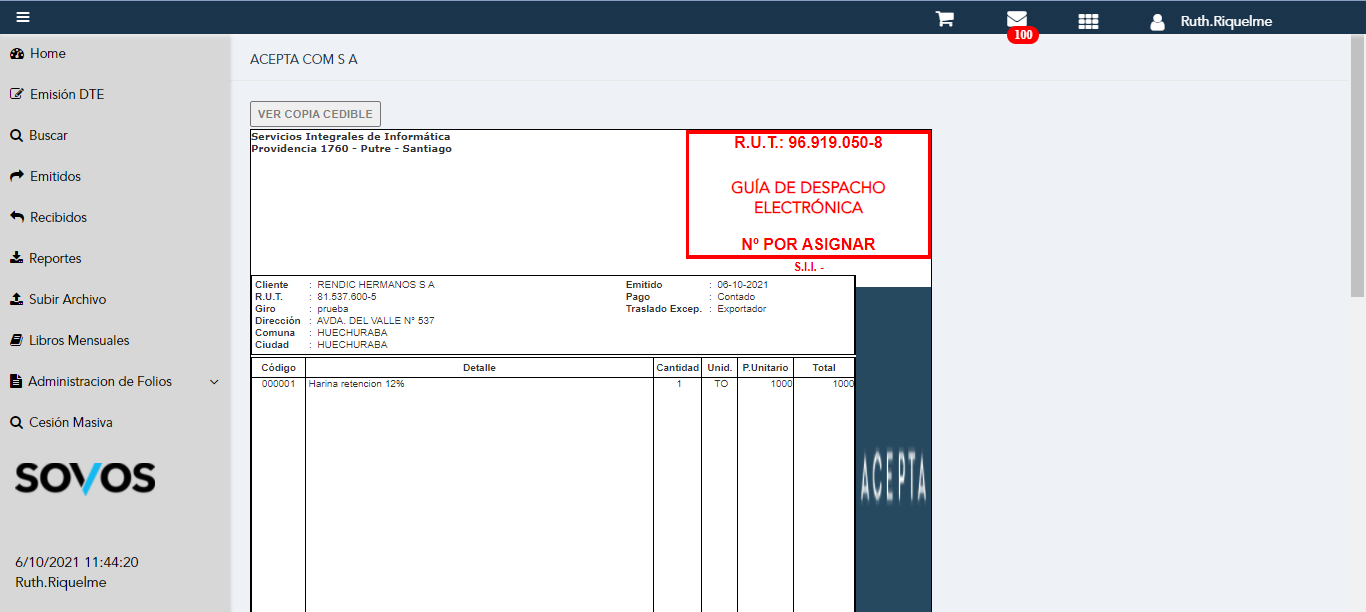 Ruth.Riquelme
100
Home
Emisión DTE
Buscar
Emitidos
Recibidos
Reportes
Subir Archivo
Libros Mensuales
Administracion de Folios
Cesión Masiva
SOVOS
6/10/2021 11:44:20
Ruth.Riquelme
ACEPTA COM S A
VER COPIA CEDIBLE
Servicios Integrales de Informática
Providencia 1760 - Putre - Santiago
R.U.T.: 96.919.050-8
GUÍA DE DESPACHO
ELECTRÓNICA
Nº POR ASIGNAR
S.I.I. -
Cliente : RENDIC HERMANOS S A Emitido : 06-10-2021
R.U.T. : 81.537.600-5 Pago : Contado
Giro : prueba Traslado Excep. : Exportador
Dirección : AVDA. DEL VALLE N° 537
Comuna : HUECHURABA
Ciudad : HUECHURABA
Código Detalle Cantidad Unid. P.Unitario Total
000001 Harina retencion 12% 1 TO 1000 1000
ACEPTA